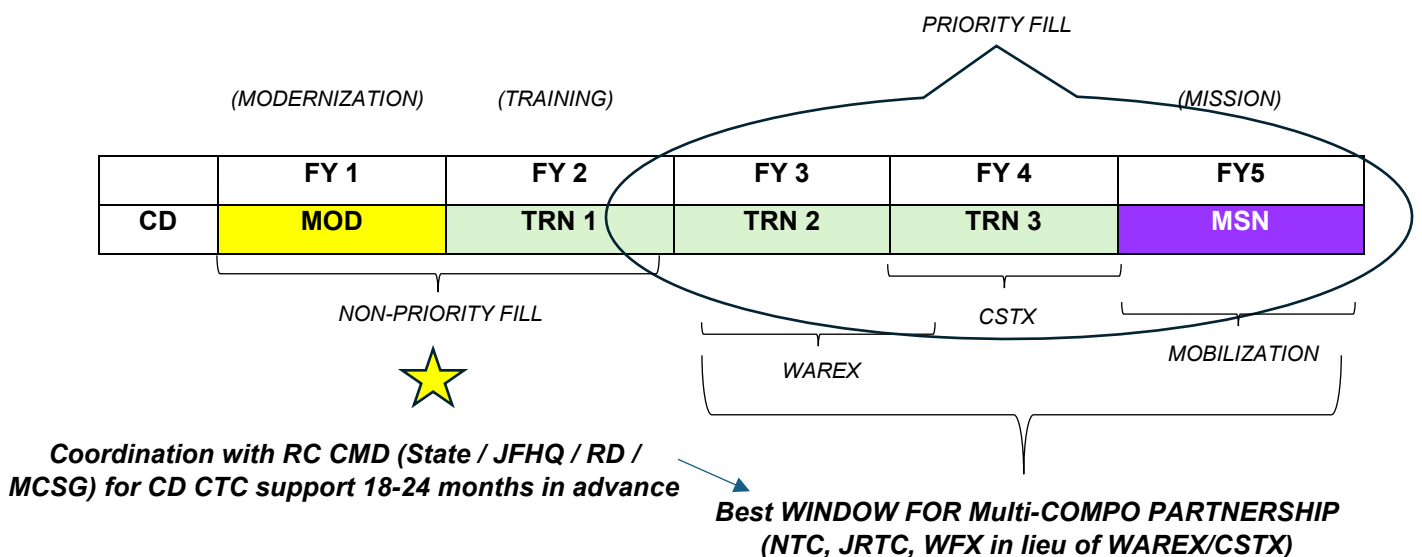 PRIORITY FILL
(MODERNIZATION) (TRAINING) (MISSION)
FY 1 FY 2 FY 3 FY 4 FY5
CD MOD TRN 1 TRN 2 TRN 3 MSN
NON-PRIORITY FILL
CSTX
WAREX
MOBILIZATION
Coordination with RC CMD (State / JFHQ / RD /
MCSG) for CD CTC support 18-24 months in advance
Best WINDOW FOR Multi-COMPO PARTNERSHIP
(NTC, JRTC, WFX in lieu of WAREX/CSTX)